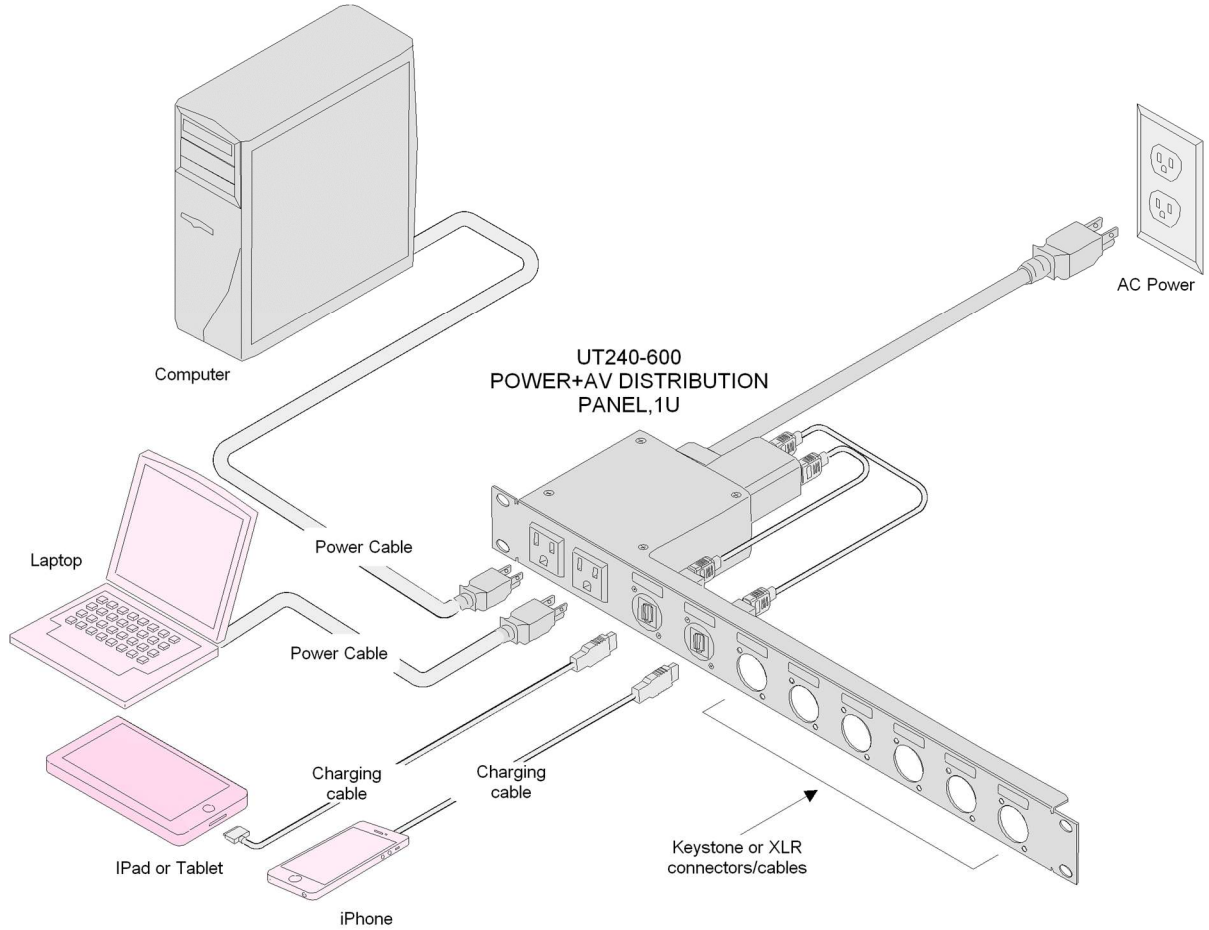 AC Power
UT240-600
POWER+AV DISTRIBUTION
PANEL,1U
Computer
Power Cable
Laptop
Power Cable
Charging
cable
Charging
cable
Keystone or XLR
connectors/cables
IPad or Tablet
iPhone